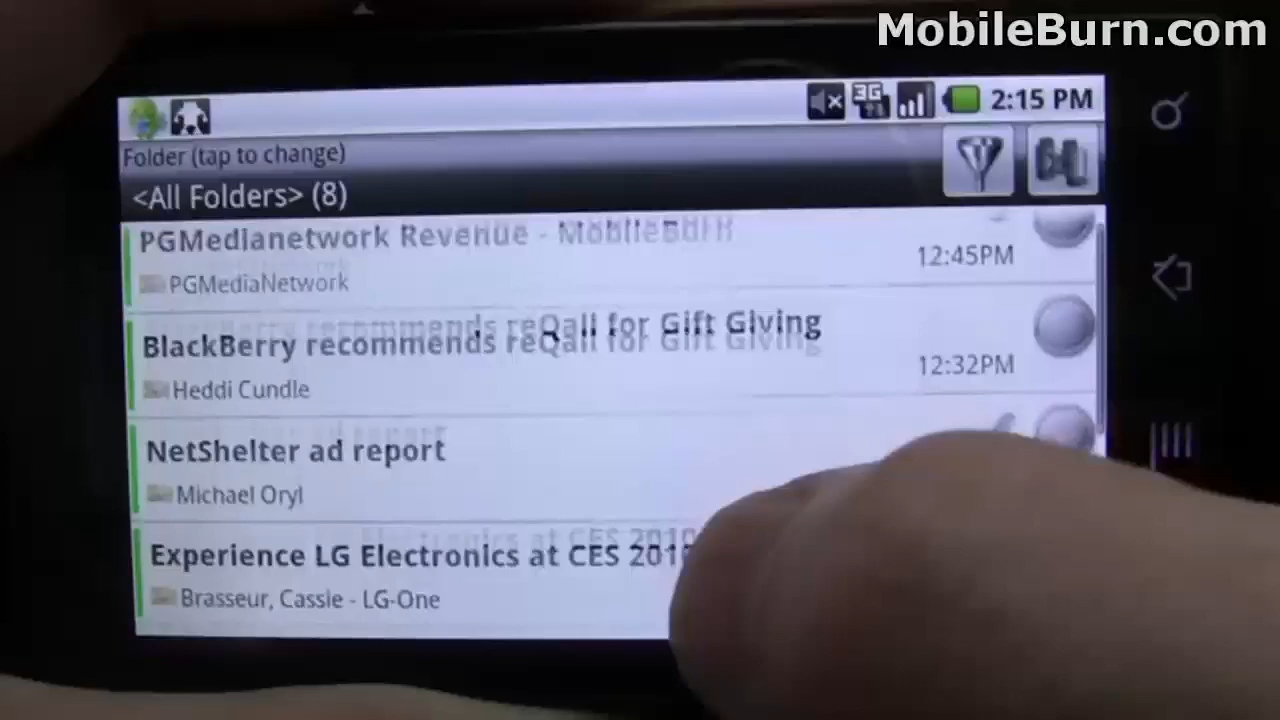 MobileBurn.com
3G
2:15 PM
Folder (tap to change)
<All Folders> (8)
PGMedianetwork Revenue - MobileBurn
12:45PM
PGMediaNetwork
BlackBerry recommends reQall for Gift Giving
12:32PM
Heddi Cundle
NetShelter ad report
Michael Oryl
Experience LG Electronics at CES 2010
Brasseur, Cassie - LG-One